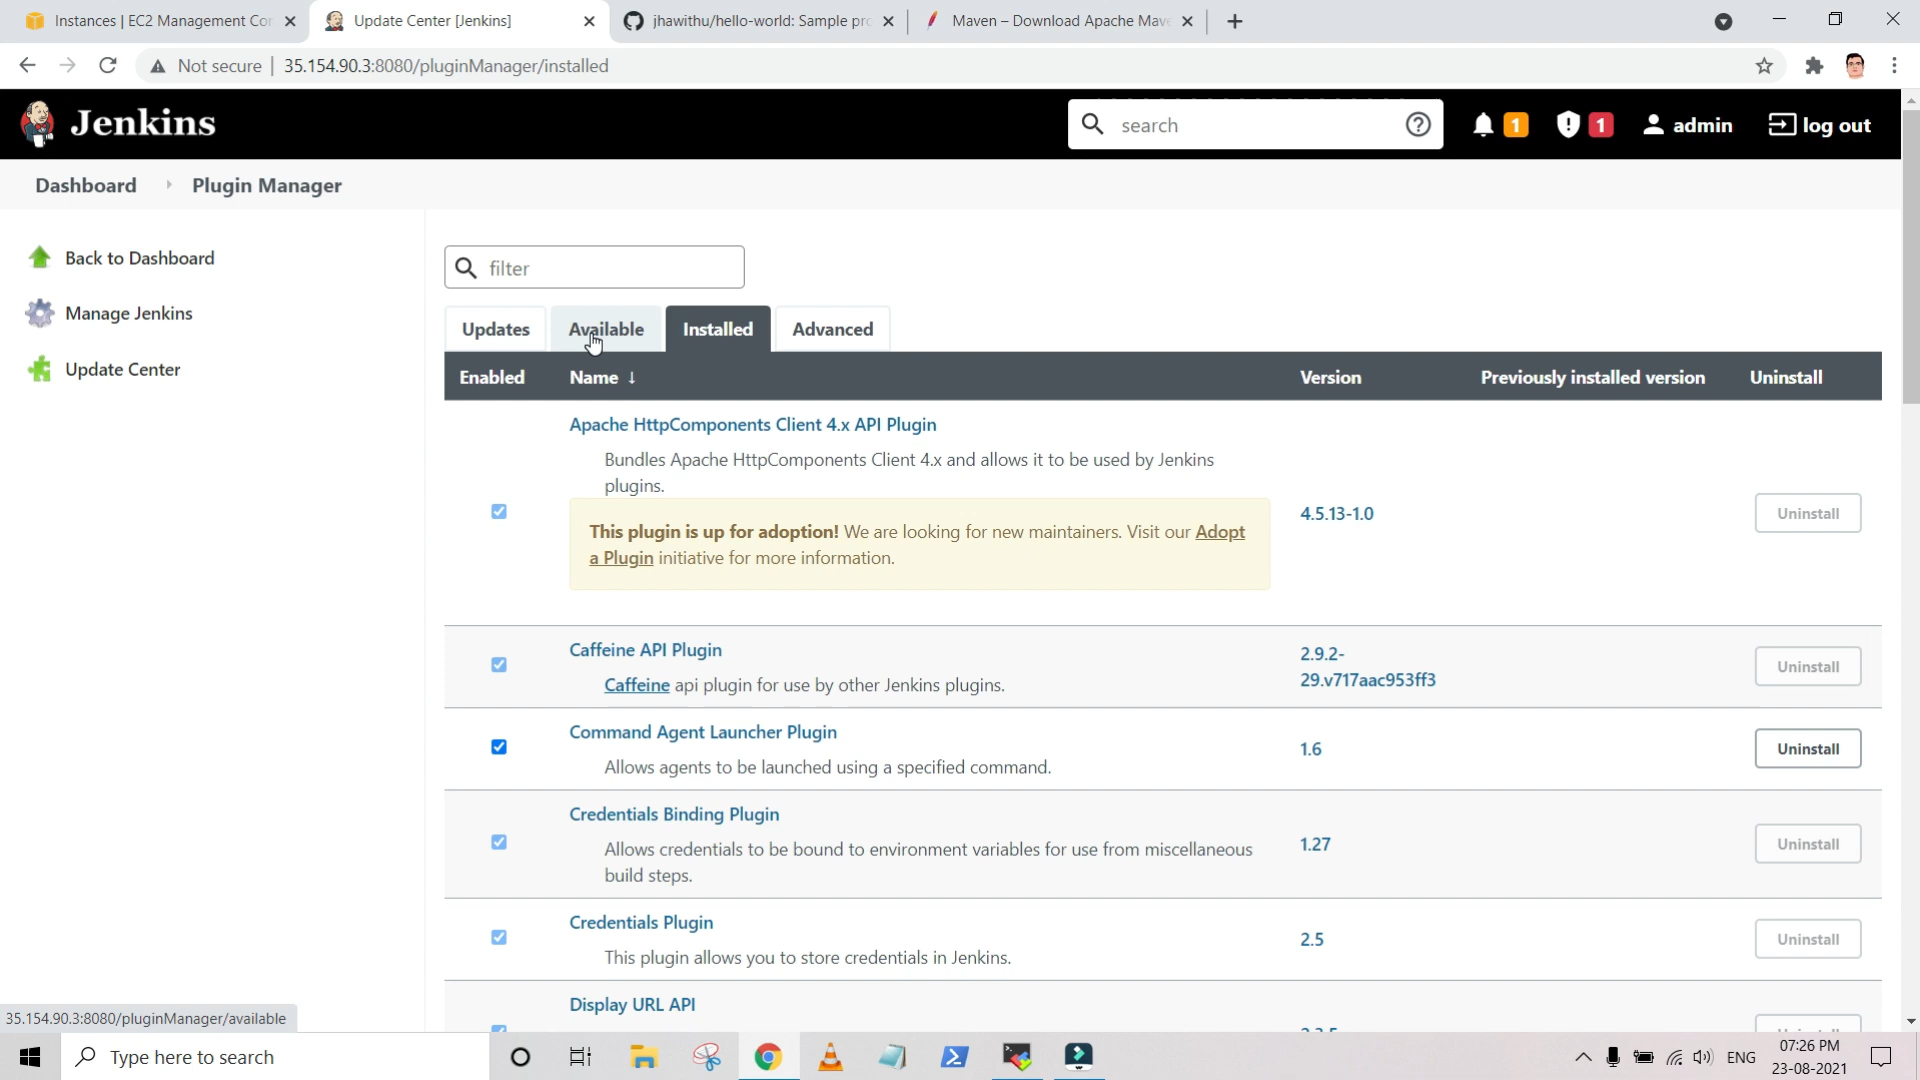 Instances | EC2 Management Con
Update Center [Jenkins]
jhawithu/hello-world: Sample pro
Maven – Download Apache Mave
Not secure
35.154.90.3:8080/pluginManager/installed
Jenkins
search
1
1
admin
log out
Dashboard
Plugin Manager
Back to Dashboard
Manage Jenkins
Update Center
filter
Updates
Available
Installed
Advanced
Enabled
Name ↓
Version
Previously installed version
Uninstall
Apache HttpComponents Client 4.x API Plugin
Bundles Apache HttpComponents Client 4.x and allows it to be used by Jenkins
plugins.
This plugin is up for adoption! We are looking for new maintainers. Visit our Adopt
a Plugin initiative for more information.
4.5.13-1.0
Uninstall
Caffeine API Plugin
Caffeine api plugin for use by other Jenkins plugins.
2.9.2-
29.v717aac953ff3
Uninstall
Command Agent Launcher Plugin
Allows agents to be launched using a specified command.
1.6
Uninstall
Credentials Binding Plugin
Allows credentials to be bound to environment variables for use from miscellaneous
build steps.
1.27
Uninstall
Credentials Plugin
This plugin allows you to store credentials in Jenkins.
2.5
Uninstall
Display URL API
35.154.90.3:8080/pluginManager/available
Type here to search
ENG
07:26 PM
23-08-2021